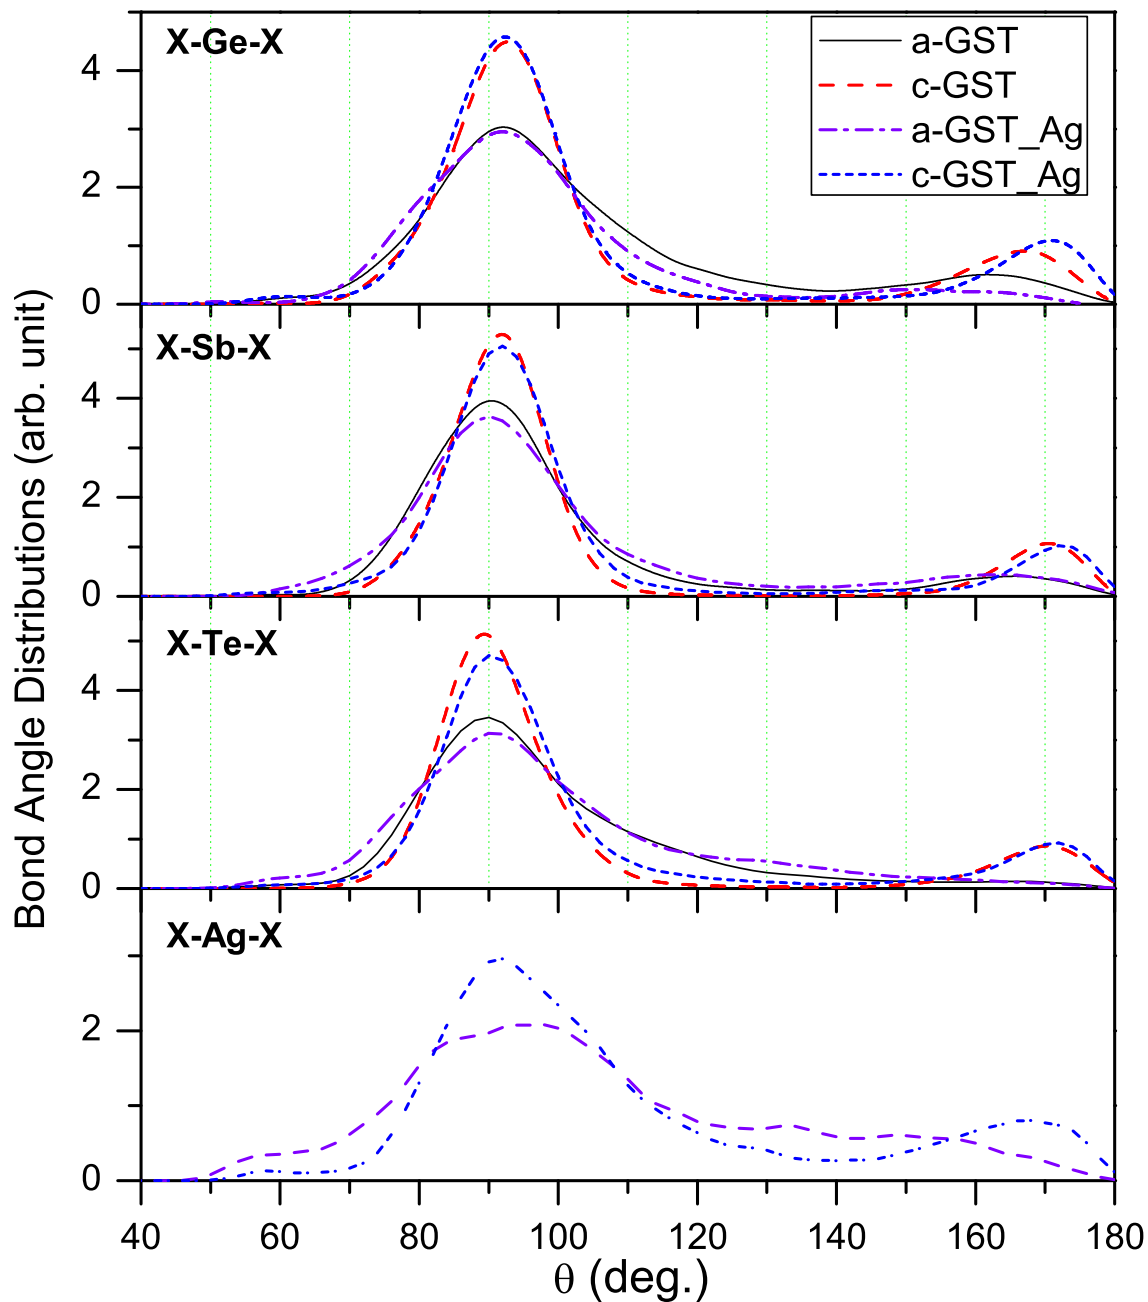 X-Ge-X
a-GST
c-GST
a-GST_Ag
c-GST_Ag
4
2
0
X-Sb-X
4
2
0
X-Te-X
4
2
0
X-Ag-X
2
0
Bond Angle Distributions (arb. unit)
40 60 80 100 120 140 160 180
θ (deg.)